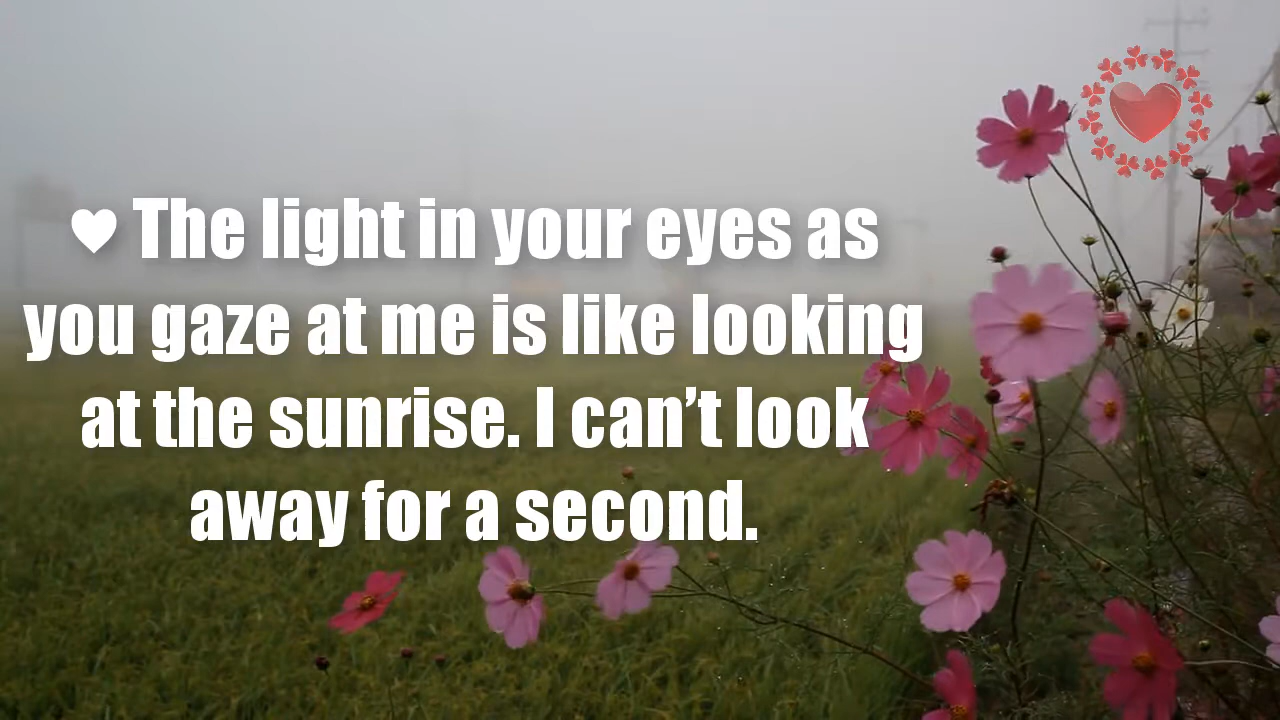 ♥ The light in your eyes as
you gaze at me is like looking
at the sunrise. I can’t look
away for a second.